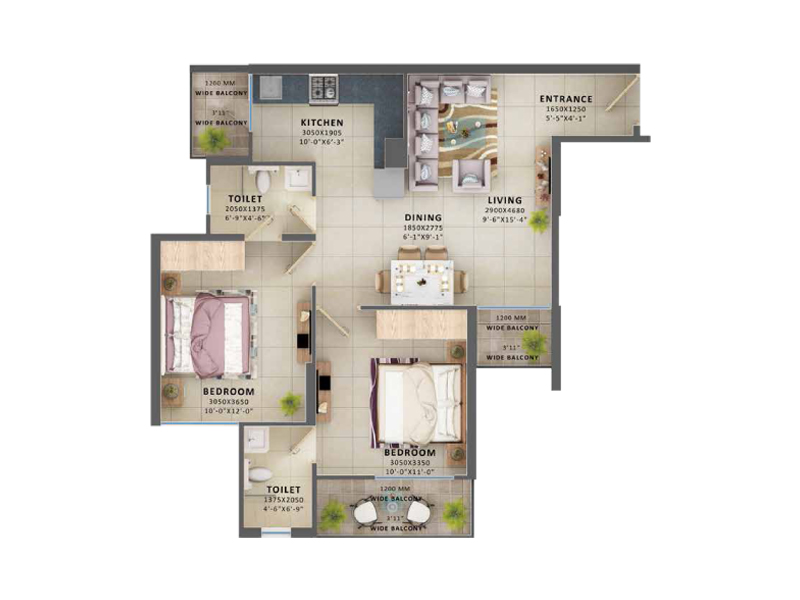 1200 MM
WIDE BALCONY
3'11"
WIDE BALCONY
KITCHEN
3050X1905
10'-0"X6'-3"
ENTRANCE
1650X1250
5'-5"X4'-1"
TOILET
2050X1375
6'-9"X4'-6"
LIVING
2900X4680
9'-6"X15'-4"
DINING
1850X2775
6'-1"X9'-1"
1200 MM
WIDE BALCONY
3'11"
WIDE BALCONY
BEDROOM
3050X3650
10'-0"X12'-0"
BEDROOM
3050X3350
10'-0"X11'-0"
TOILET
1375X2050
4'-6"X6'-9"
1200 MM
WIDE BALCONY
3'11"
WIDE BALCONY